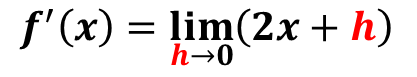 f'(x) = lim(2x + h)
h→0